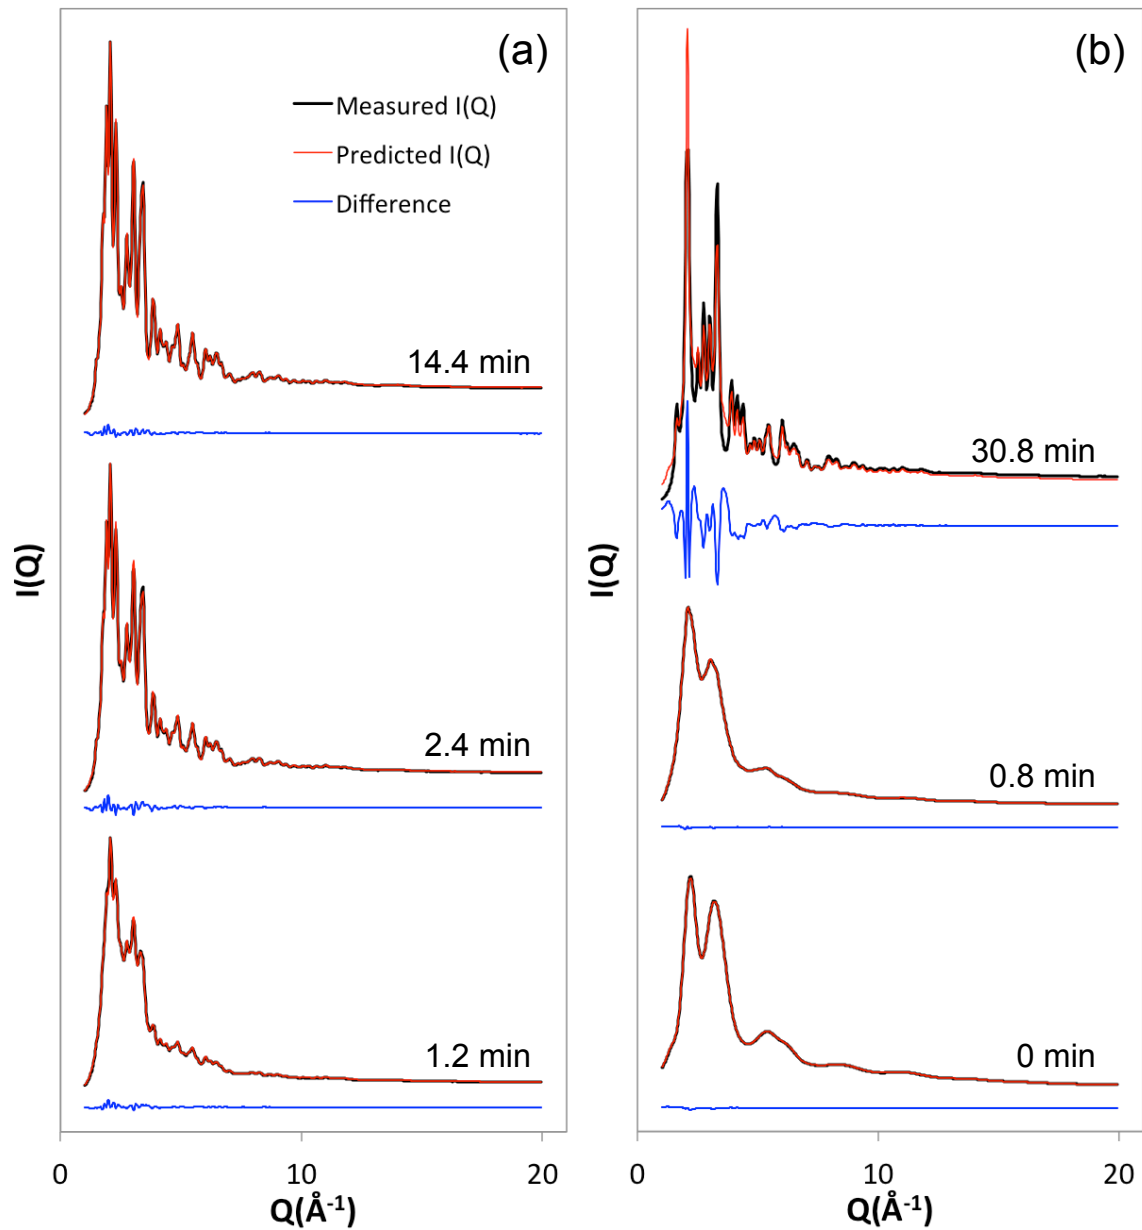 (a)
Measured I(Q)
Predicted I(Q)
Difference
14.4 min
2.4 min
1.2 min
I(Q)
0
10
20
Q(Å-1)
(b)
30.8 min
0.8 min
0 min
I(Q)
0
10
20
Q(Å-1)